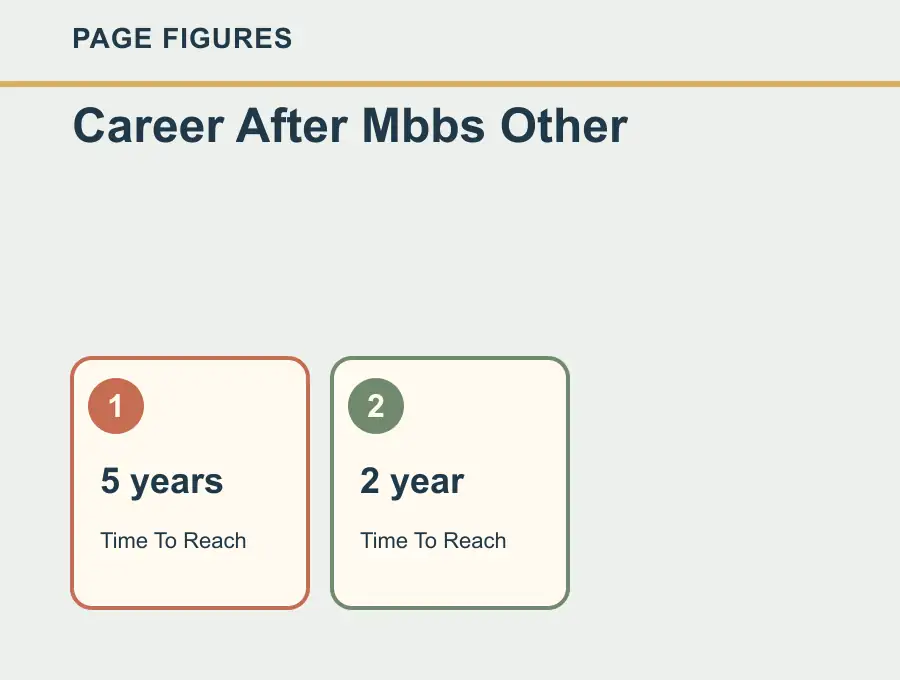 PAGE FIGURES
Career After Mbbs Other
1
5 years
Time To Reach
2
2 year
Time To Reach